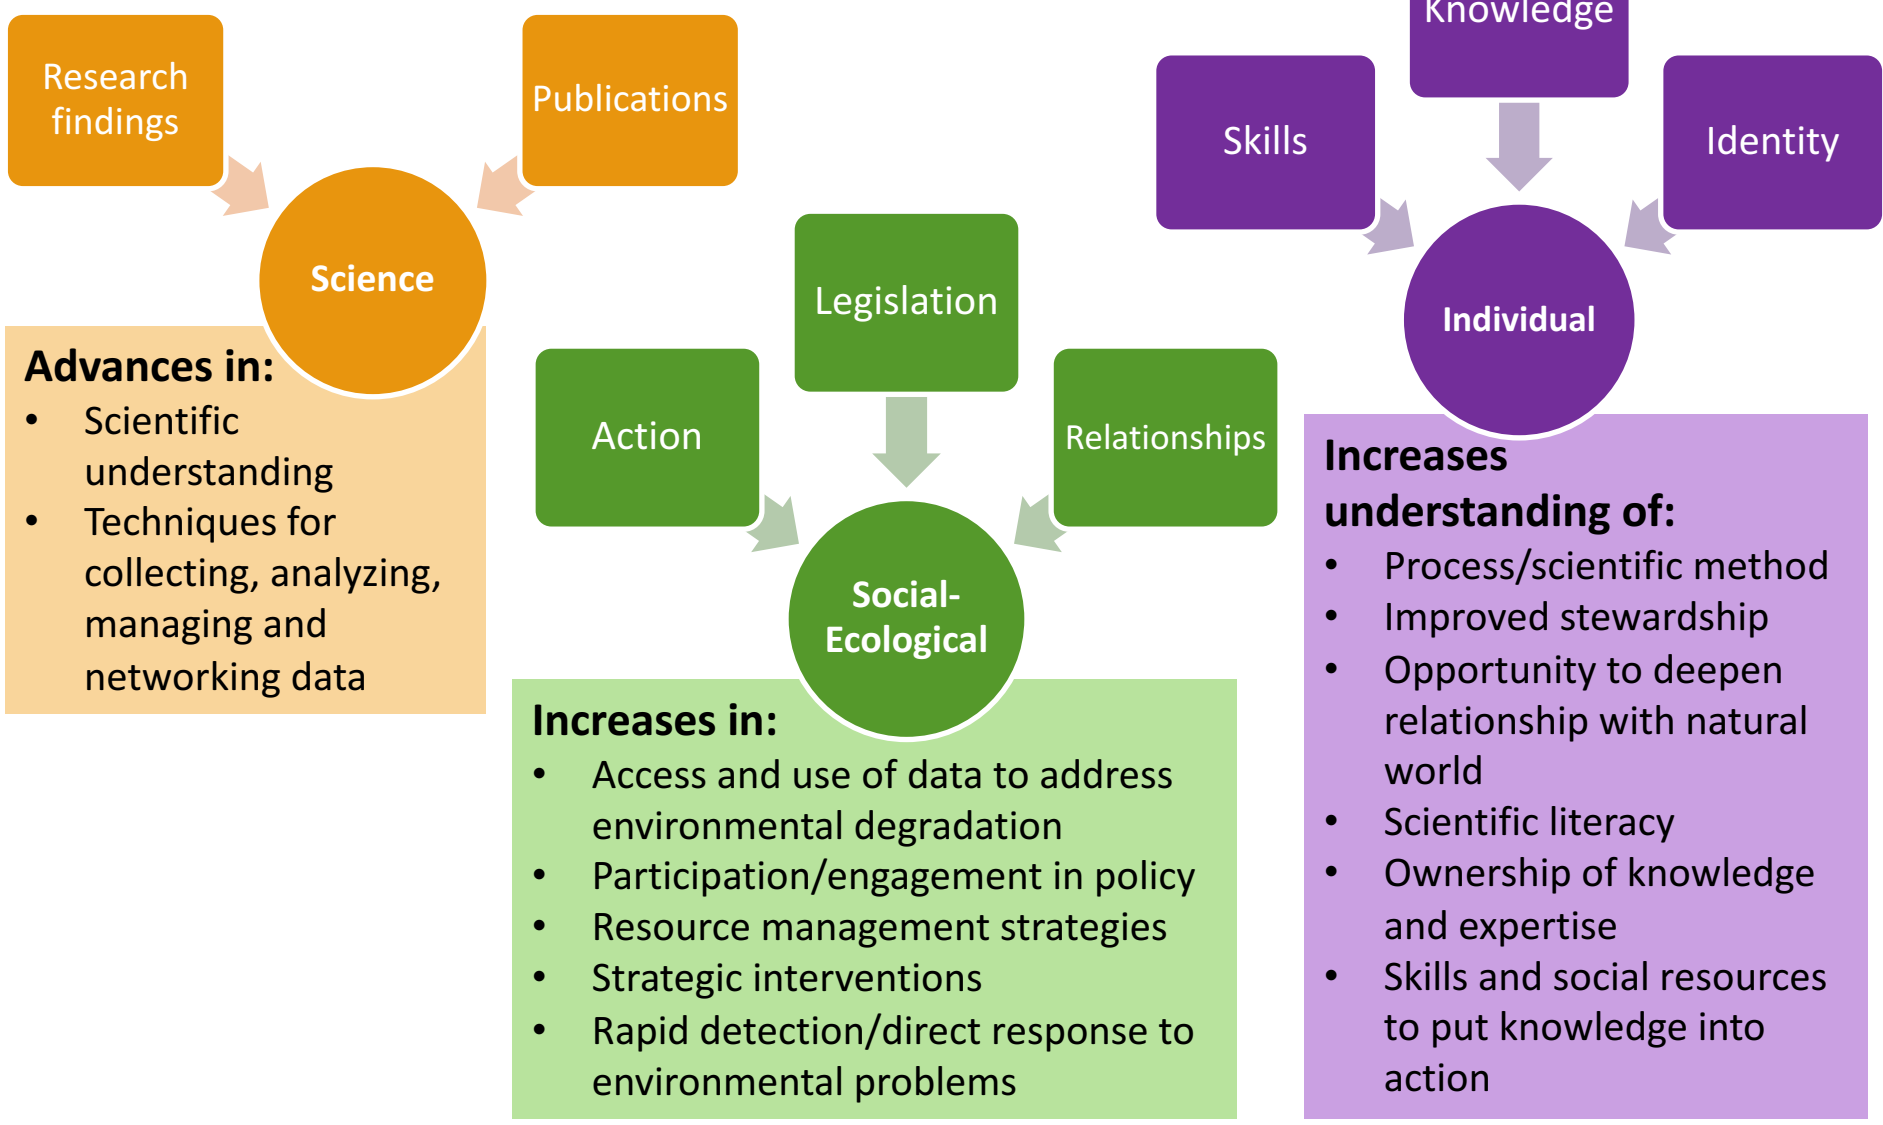 Research
findings
Publications
Science
Advances in:
• Scientific
understanding
• Techniques for
collecting, analyzing,
managing and
networking data
Legislation
Action
Relationships
Social-
Ecological
Increases in:
• Access and use of data to address
environmental degradation
• Participation/engagement in policy
• Resource management strategies
• Strategic interventions
• Rapid detection/direct response to
environmental problems
Knowledge
Skills
Identity
Individual
Increases
understanding of:
• Process/scientific method
• Improved stewardship
• Opportunity to deepen
relationship with natural
world
• Scientific literacy
• Ownership of knowledge
and expertise
• Skills and social resources
to put knowledge into
action